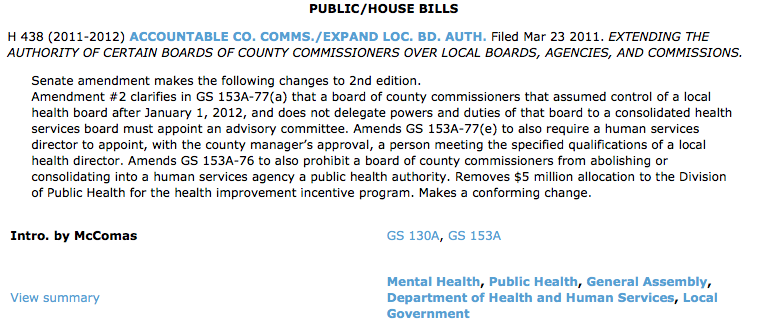 PUBLIC/HOUSE BILLS
H 438 (2011-2012) ACCOUNTABLE CO. COMMS./EXPAND LOC. BD. AUTH. Filed Mar 23 2011. EXTENDING THE
AUTHORITY OF CERTAIN BOARDS OF COUNTY COMMISSIONERS OVER LOCAL BOARDS, AGENCIES, AND COMMISSIONS.
Senate amendment makes the following changes to 2nd edition.
Amendment #2 clarifies in GS 153A-77(a) that a board of county commissioners that assumed control of a local
health board after January 1, 2012, and does not delegate powers and duties of that board to a consolidated health
services board must appoint an advisory committee. Amends GS 153A-77(e) to also require a human services
director to appoint, with the county manager's approval, a person meeting the specified qualifications of a local
health director. Amends GS 153A-76 to also prohibit a board of county commissioners from abolishing or
consolidating into a human services agency a public health authority. Removes $5 million allocation to the Division
of Public Health for the health improvement incentive program. Makes a conforming change.
Intro. by McComas
GS 130A, GS 153A
View summary
Mental Health, Public Health, General Assembly,
Department of Health and Human Services, Local
Government